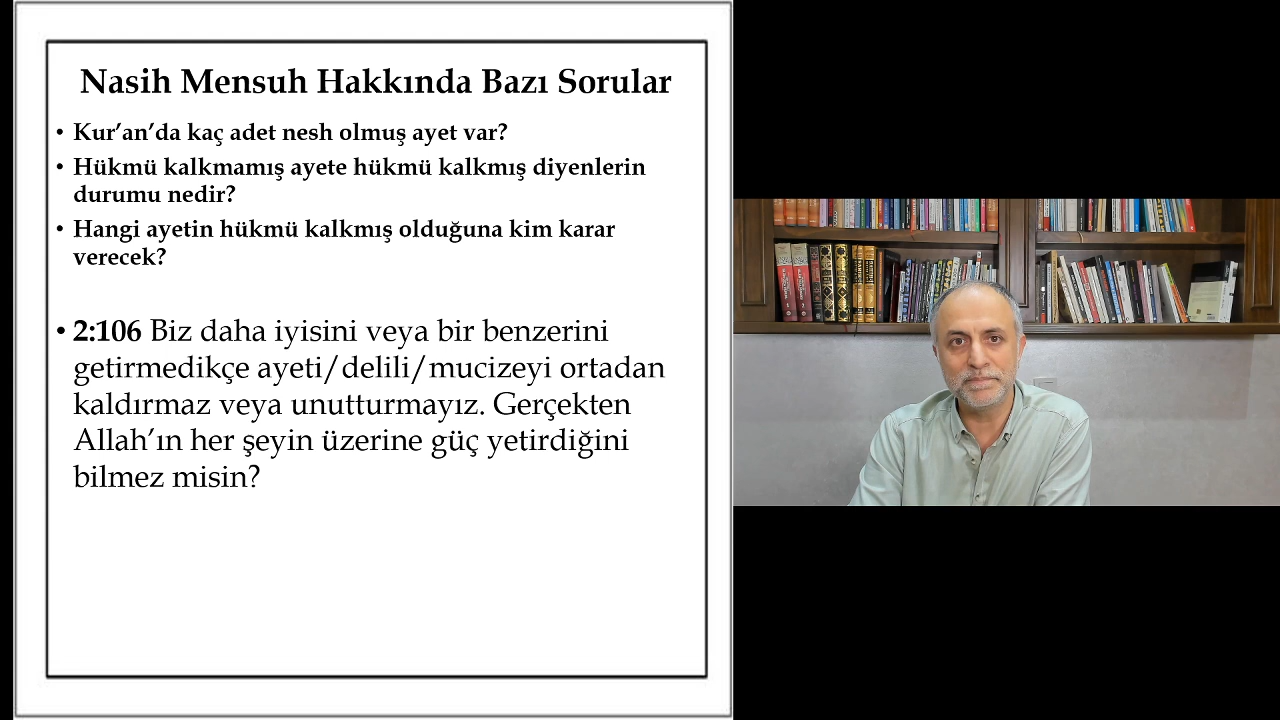 Nasih Mensuh Hakkında Bazı Sorular
• Kur’an’da kaç adet nesh olmuş ayet var?
• Hükmü kalkmamış ayete hükmü kalkmış diyenlerin
durumu nedir?
• Hangi ayetin hükmü kalkmış olduğuna kim karar
verecek?
• 2:106 Biz daha iyisini veya bir benzerini
getirmedikçe ayeti/delili/mucizeyi ortadan
kaldırmaz veya unutturmayız. Gerçekten
Allah’ın her şeyin üzerine güç yetirdiğini
bilmez misin?